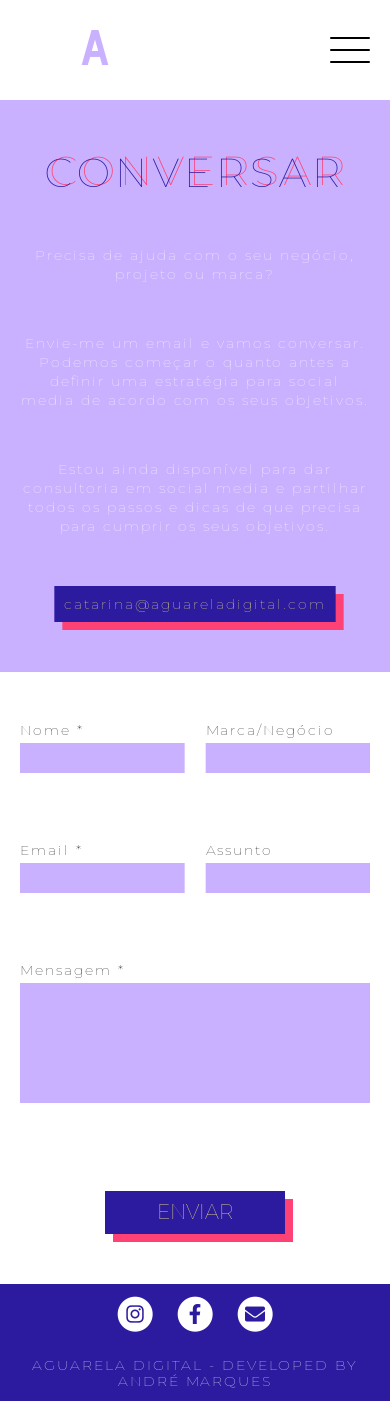 A
CONVERSAR
Precisa de ajuda com o seu negócio,
projeto ou marca?
Envie-me um email e vamos conversar.
Podemos começar o quanto antes a
definir uma estratégia para social
media de acordo com os seus objetivos.
Estou ainda disponível para dar
consultoria em social media e partilhar
todos os passos e dicas de que precisa
para cumprir os seus objetivos.
catarina@aguareladigital.com
Nome * Marca/Negócio
Email * Assunto
Mensagem *
ENVIAR
AGUARELA DIGITAL - DEVELOPED BY
ANDRÉ MARQUES